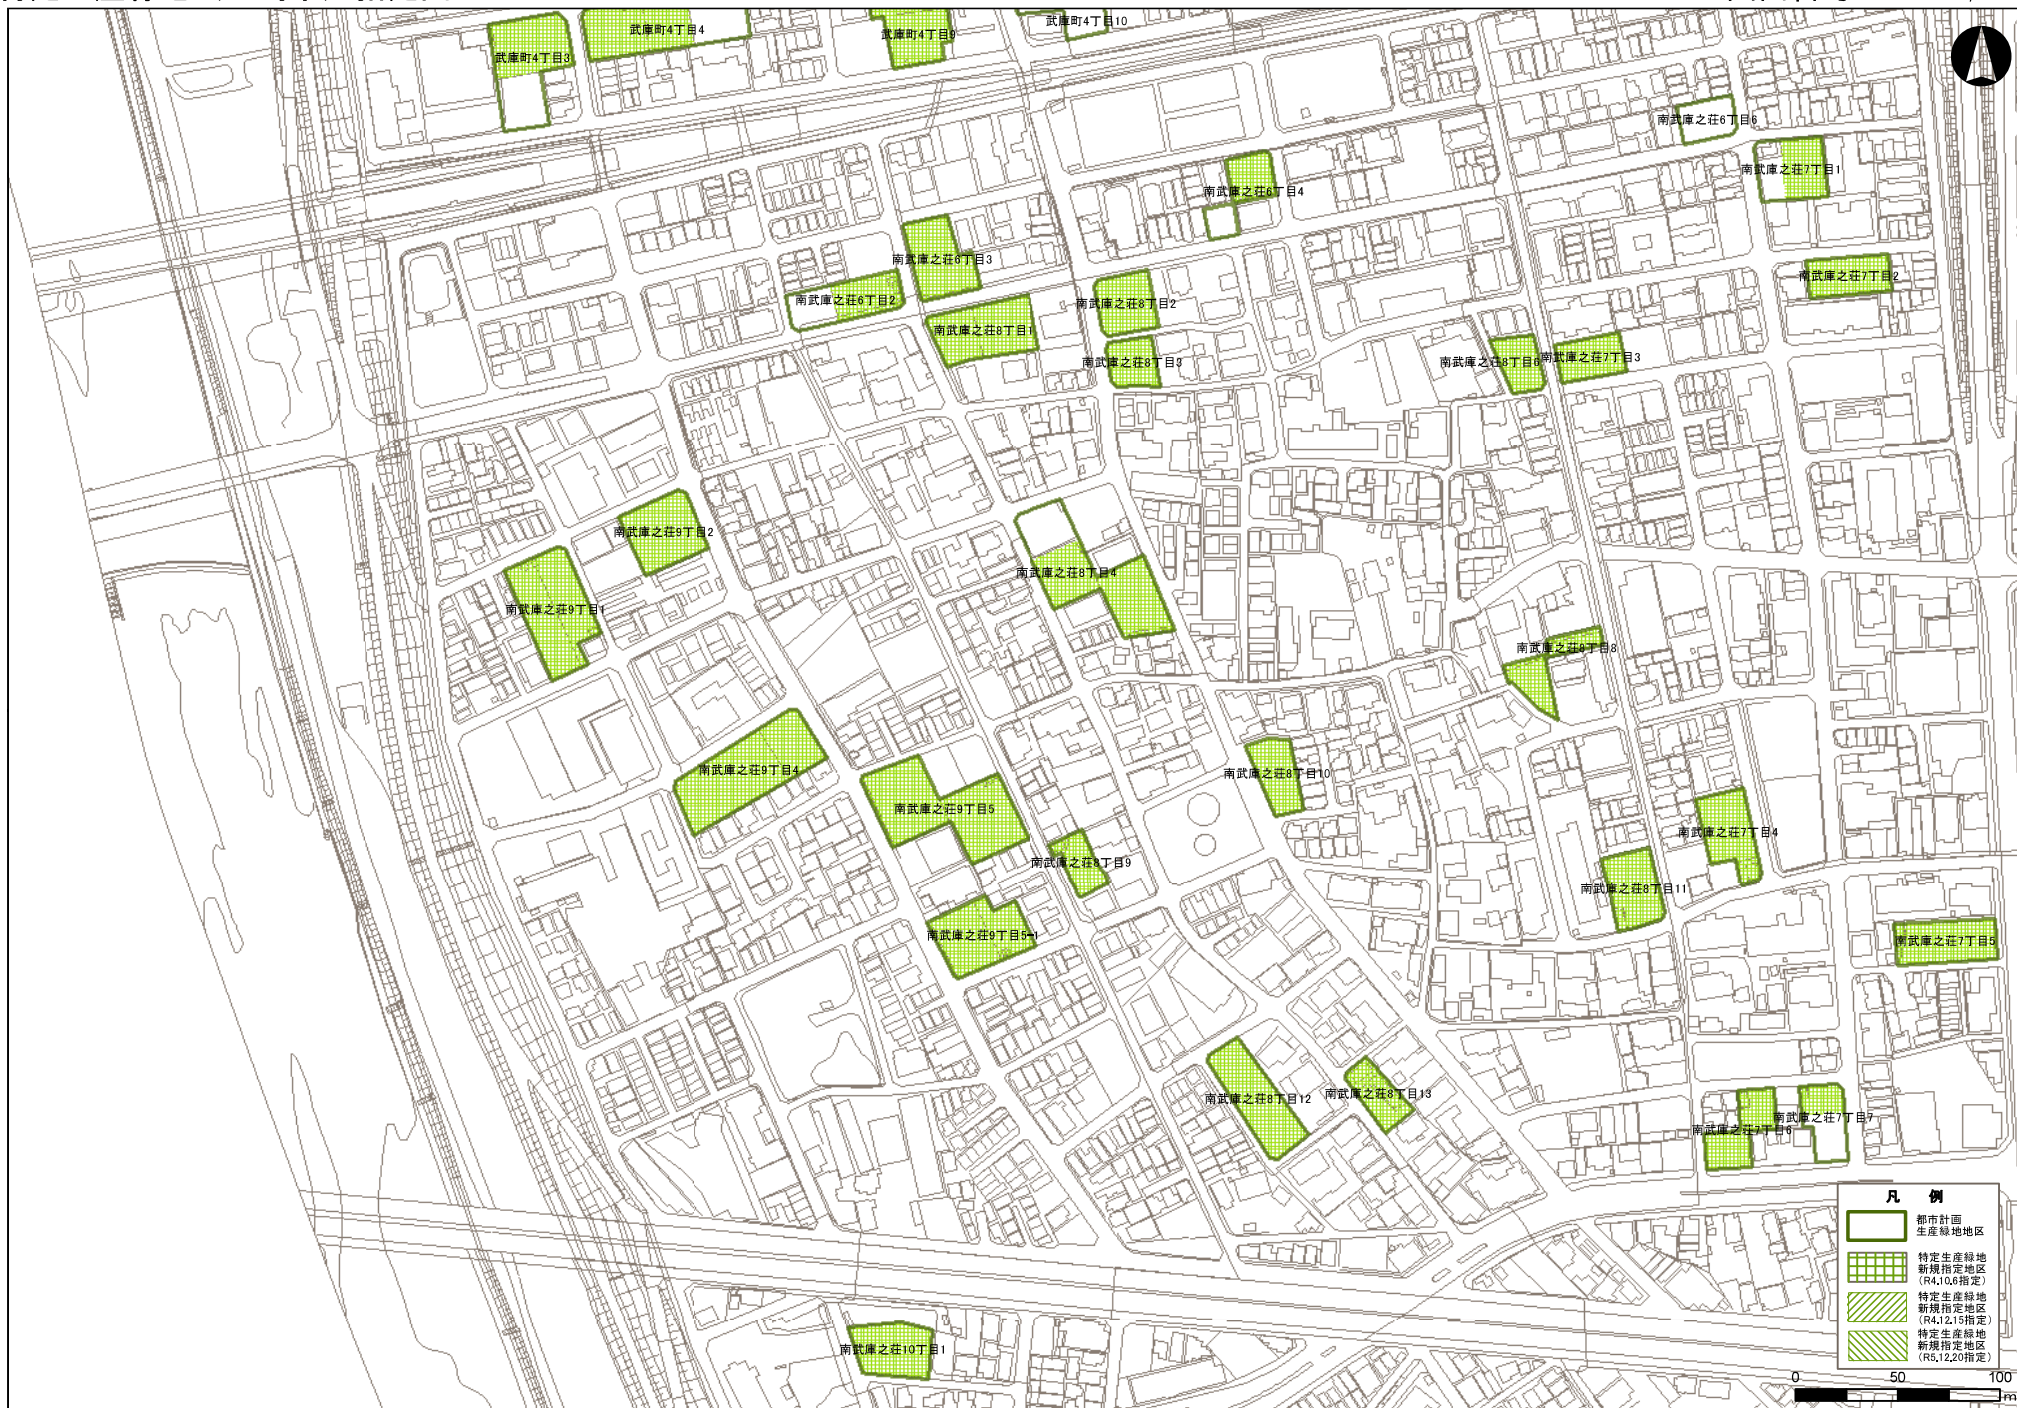 武庫町4丁目3
武庫町4丁目4
武庫町4丁目9
武庫町4丁目10
南武庫之荘6丁目6
南武庫之荘7丁目1
南武庫之荘6丁目4
南武庫之荘6丁目3
南武庫之荘7丁目2
南武庫之荘6丁目2
南武庫之荘8丁目2
南武庫之荘8丁目1
南武庫之荘8丁目3
南武庫之荘8丁目6
南武庫之荘7丁目3
南武庫之荘9丁目2
南武庫之荘8丁目4
南武庫之荘9丁目1
南武庫之荘8丁目8
南武庫之荘9丁目4
南武庫之荘8丁目10
南武庫之荘9丁目5
南武庫之荘7丁目4
南武庫之荘8丁目9
南武庫之荘8丁目11
南武庫之荘9丁目5-1
南武庫之荘7丁目5
南武庫之荘8丁目12
南武庫之荘8丁目13
南武庫之荘7丁目7
南武庫之荘7丁目6
南武庫之荘10丁目1
凡 例
都市計画
生産緑地地区
特定生産緑地
新規指定地区
(R4.10.6指定)
特定生産緑地
新規指定地区
(R4.12.15指定)
特定生産緑地
新規指定地区
(R5.12.20指定)
0 50 100
m